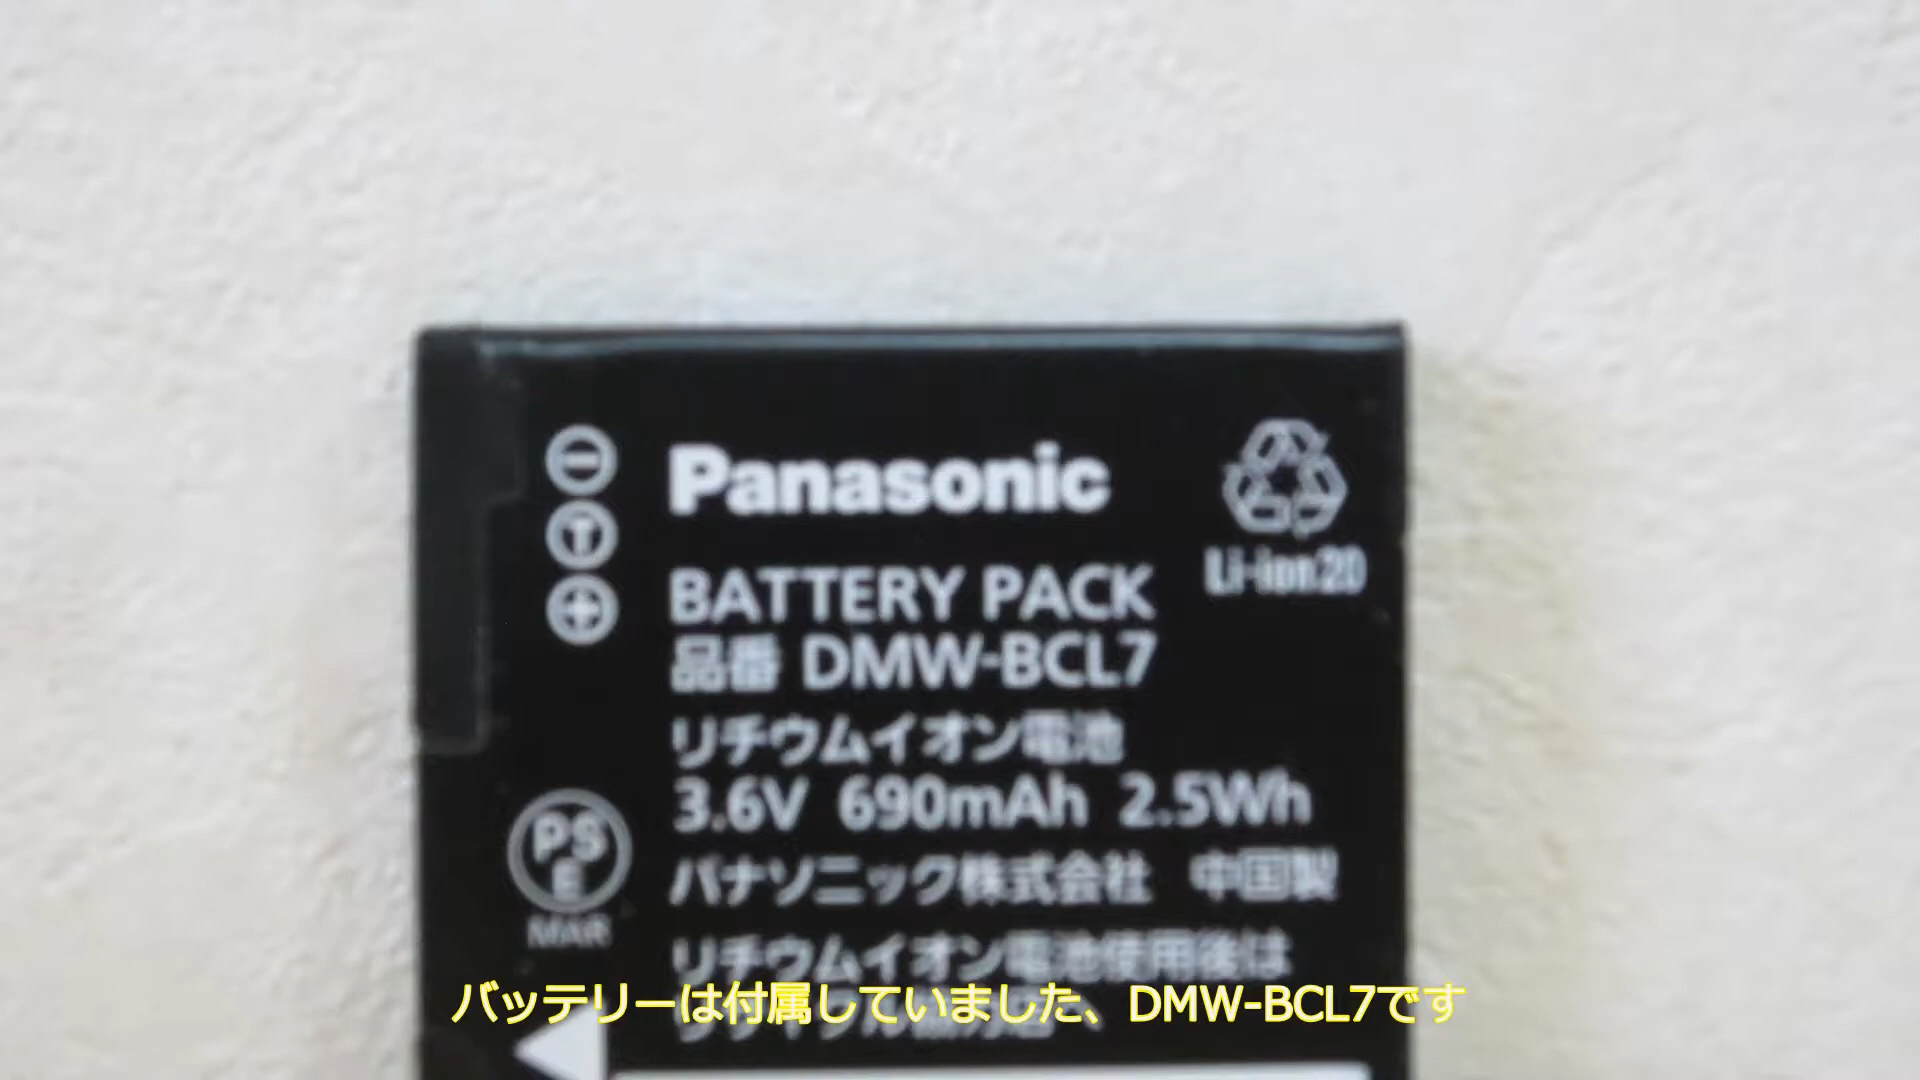 Panasonic
Li-ion20
BATTERY PACK
品番 DMW-BCL7
リチウムイオン電池
3.6V 690mAh 2.5Wh
PS
E
MAR
パナソニック株式会社 中国製
リチウムイオン電池使用後は
バッテリーは付属していました、DMW-BCL7です